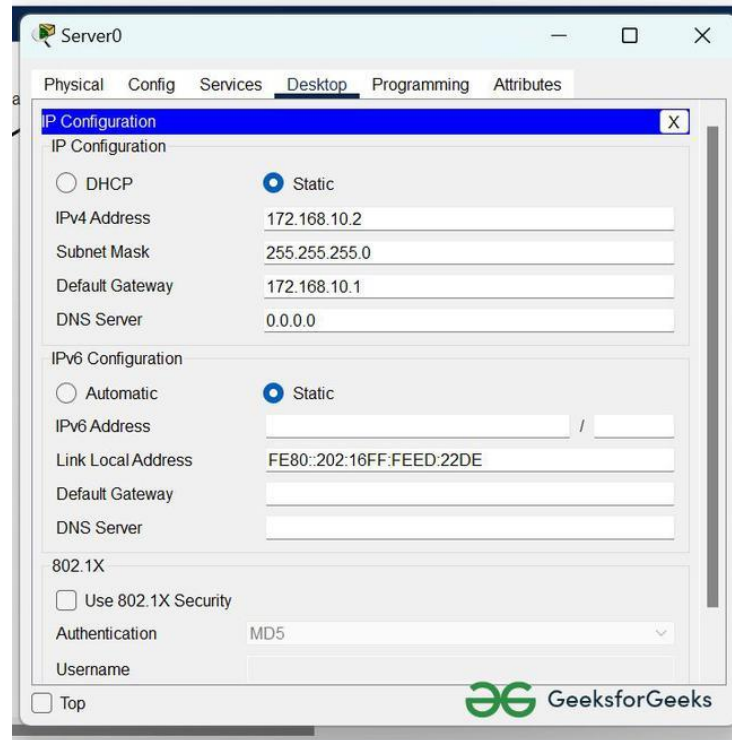 Server0
Physical Config Services Desktop Programming Attributes
IP Configuration X
IP Configuration
DHCP Static
IPv4 Address 172.168.10.2
Subnet Mask 255.255.255.0
Default Gateway 172.168.10.1
DNS Server 0.0.0.0
IPv6 Configuration
Automatic Static
IPv6 Address /
Link Local Address FE80::202:16FF:FEED:22DE
Default Gateway
DNS Server
802.1X
Use 802.1X Security
Authentication MD5
Username
Top
GeeksforGeeks